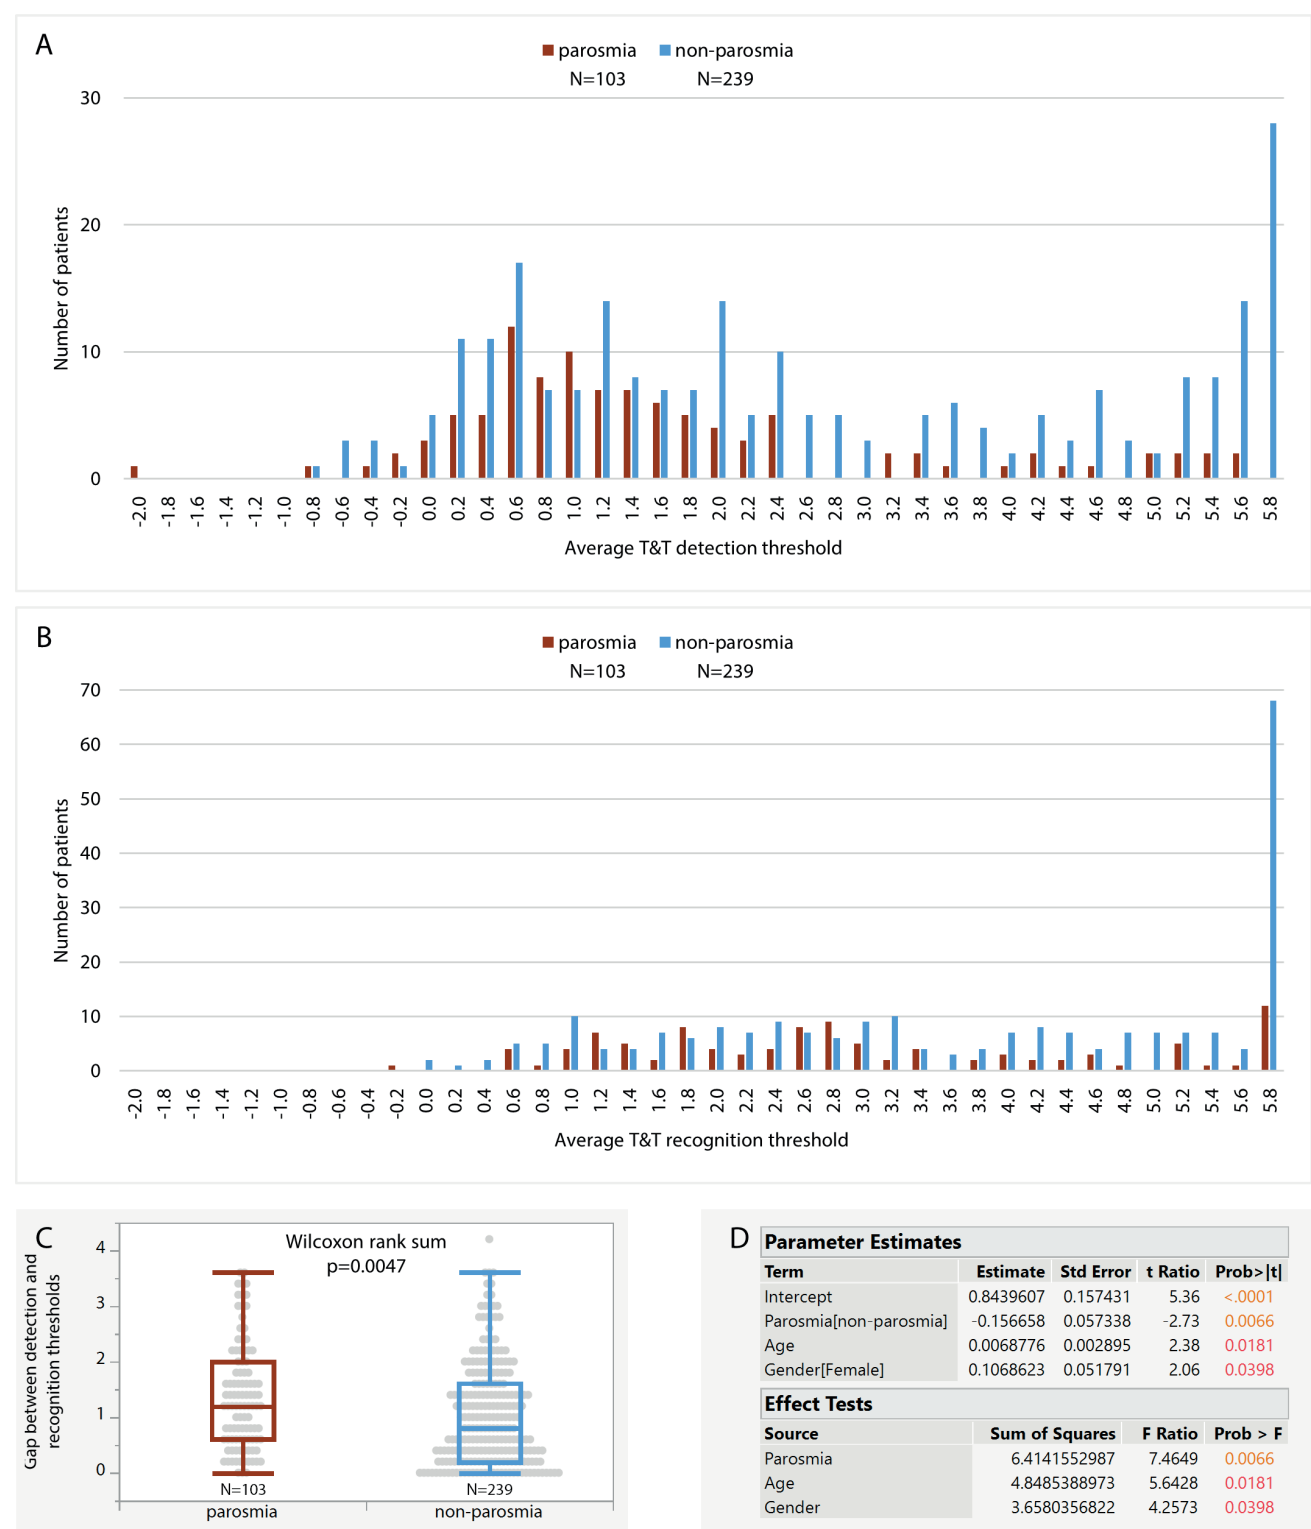 A
parosmia non-parosmia
N=103 N=239
30
20
10
0
Number of patients
-2.0 -1.8 -1.6 -1.4 -1.2 -1.0 -0.8 -0.6 -0.4 -0.2 0.0 0.2 0.4 0.6 0.8 1.0 1.2 1.4 1.6 1.8 2.0 2.2 2.4 2.6 2.8 3.0 3.2 3.4 3.6 3.8 4.0 4.2 4.4 4.6 4.8 5.0 5.2 5.4 5.6 5.8
Average T&T detection threshold
B
parosmia non-parosmia
N=103 N=239
70
60
50
40
30
20
10
0
Number of patients
-2.0 -1.8 -1.6 -1.4 -1.2 -1.0 -0.8 -0.6 -0.4 -0.2 0.0 0.2 0.4 0.6 0.8 1.0 1.2 1.4 1.6 1.8 2.0 2.2 2.4 2.6 2.8 3.0 3.2 3.4 3.6 3.8 4.0 4.2 4.4 4.6 4.8 5.0 5.2 5.4 5.6 5.8
Average T&T recognition threshold
C
Gap between detection and
recognition thresholds
Wilcoxon rank sum
p=0.0047
4
3
2
1
0
N=103 N=239
parosmia non-parosmia
D
Parameter Estimates
Term Estimate Std Error t Ratio Prob>|t|
Intercept 0.8439607 0.157431 5.36 <.0001
Parosmia[non-parosmia] -0.156658 0.057338 -2.73 0.0066
Age 0.0068776 0.002895 2.38 0.0181
Gender[Female] 0.1068623 0.051791 2.06 0.0398
Effect Tests
Source Sum of Squares F Ratio Prob > F
Parosmia 6.4141552987 7.4649 0.0066
Age 4.8485388973 5.6428 0.0181
Gender 3.6580356822 4.2573 0.0398